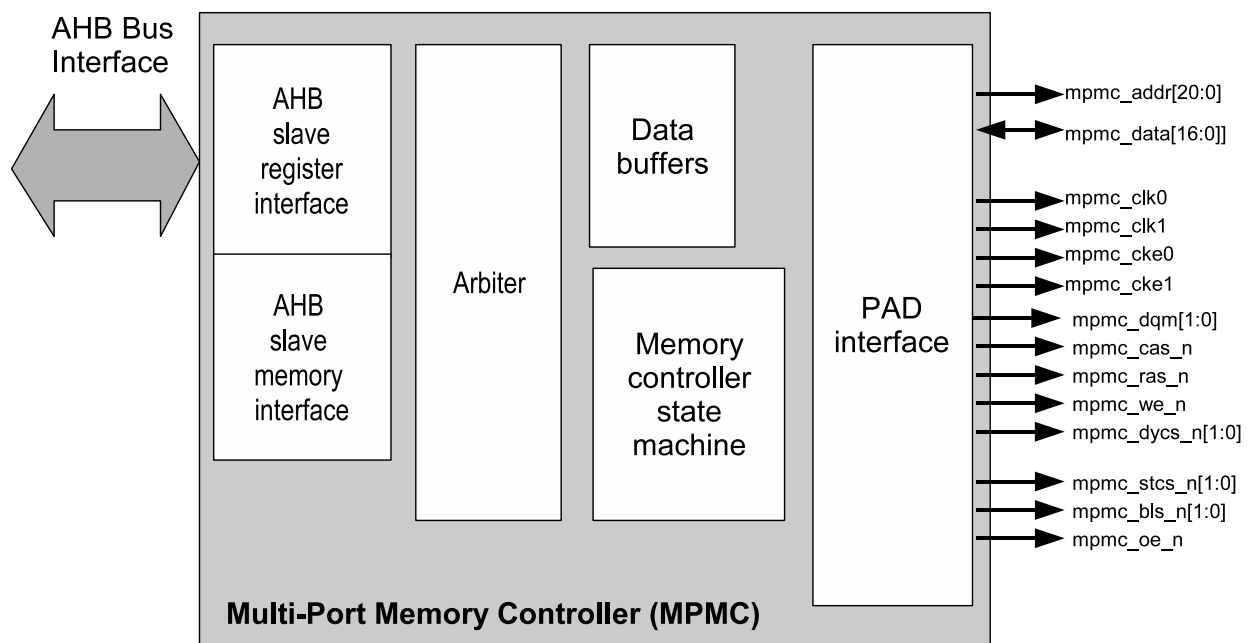 AHB Bus
Interface
AHB
slave
register
interface
AHB
slave
memory
interface
Arbiter
Data
buffers
Memory
controller
state
machine
PAD
interface
mpmc_addr[20:0]
mpmc_data[16:0]]
mpmc_clk0
mpmc_clk1
mpmc_cke0
mpmc_cke1
mpmc_dqm[1:0]
mpmc_cas_n
mpmc_ras_n
mpmc_we_n
mpmc_dycs_n[1:0]
mpmc_stcs_n[1:0]
mpmc_bls_n[1:0]
mpmc_oe_n
Multi-Port Memory Controller (MPMC)